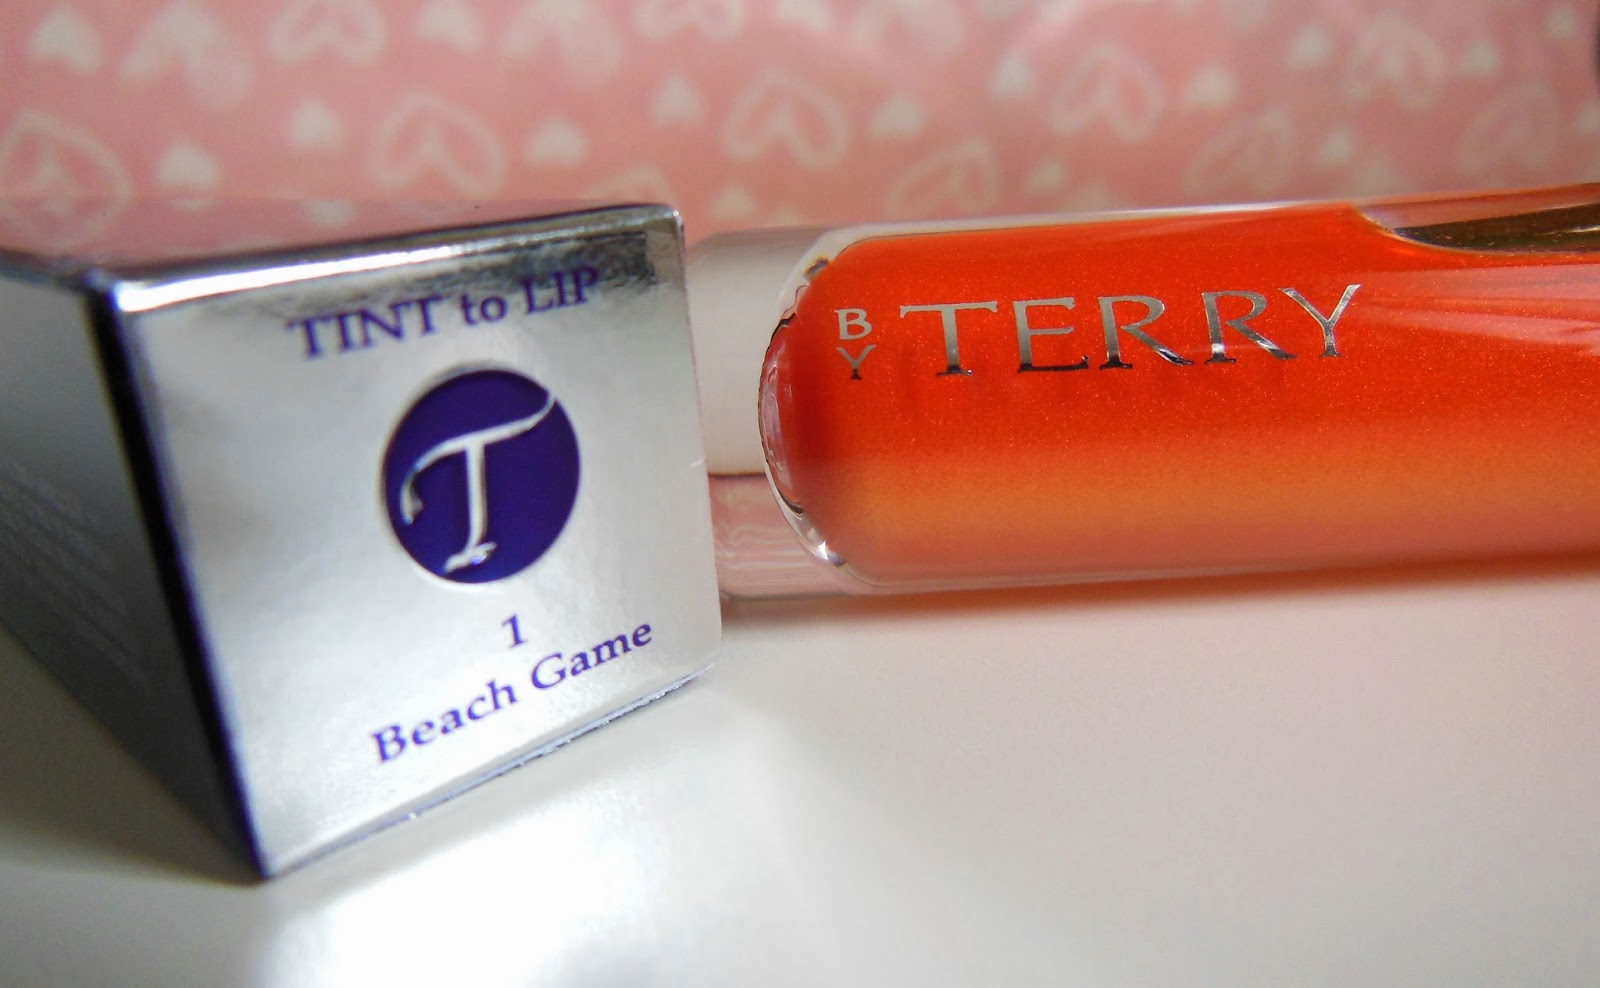 TINT to LIP
T
1
Beach Game
BY TERRY